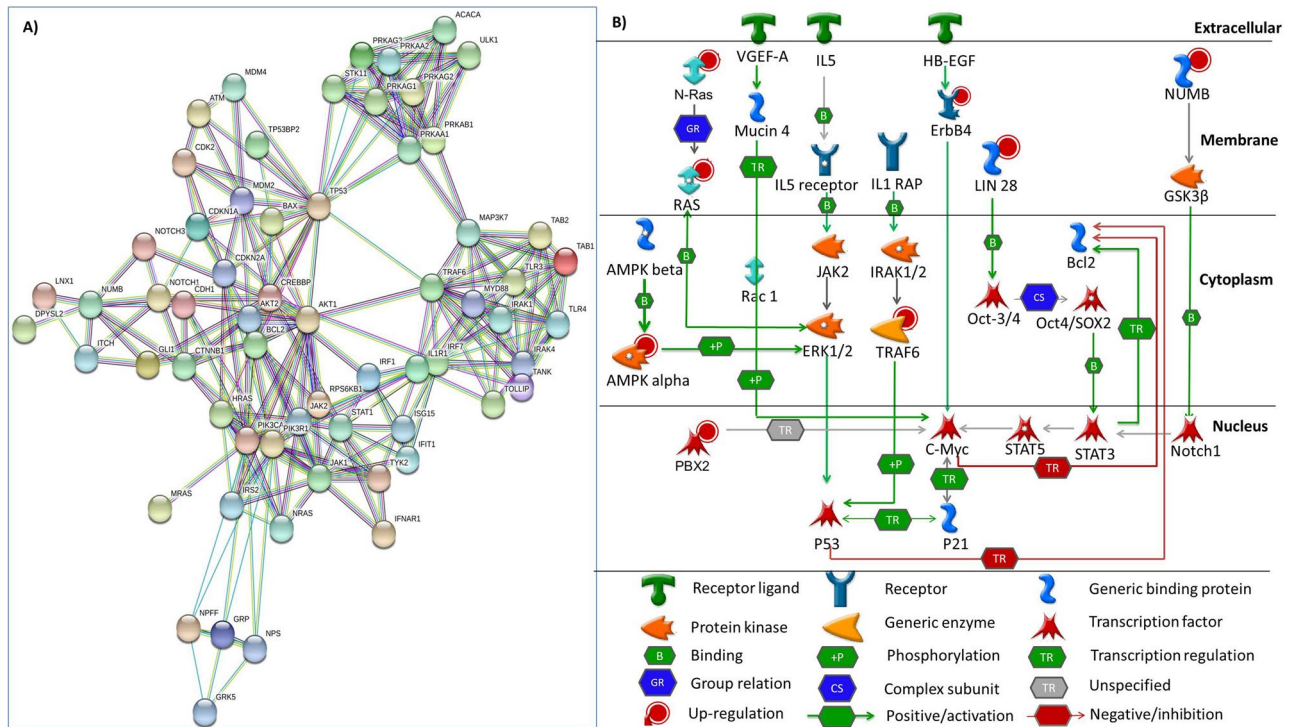 A)
ACACA
PRKAG3
PRKAA2
ULK1
STK11
PRKAG2
PRKAG1
MDM4
ATM
TP53BP2
PRKAB1
PRKAA1
CDK2
MDM2
TP53
BAX
CDKN1A
MAP3K7
TAB2
NOTCH3
TAB1
CDKN2A
TRAF6
TLR3
LNX1
NUMB
NOTCH1
CDH1
CREBBP
MYD88
DPYSL2
AKT2
AKT1
IRAK1
TLR4
BCL2
ITCH
GLI1
CTNNB1
IRF1
IL1R1
IRF7
IRAK4
TANK
RPS6KB1
TOLLIP
HRAS
JAK2
STAT1
ISG15
PIK3CA
PIK3R1
IFIT1
JAK1
TYK2
MRAS
IRS2
NRAS
IFNAR1
NPFF
GRP
NPS
GRK5
B)
Extracellular
VGEF-A
IL5
HB-EGF
N-Ras
NUMB
B
GR
Mucin 4
ErbB4
Membrane
TR
IL5 receptor
IL1 RAP
LIN 28
RAS
GSK3β
B
B
B
B
AMPK beta
JAK2
IRAK1/2
Bcl2
Cytoplasm
B
Rac 1
CS
Oct-3/4
Oct4/SOX2
TR
B
ERK1/2
TRAF6
+P
B
AMPK alpha
+P
Nucleus
PBX2
TR
C-Myc
STAT5
STAT3
Notch1
+P
TR
TR
TR
P53
P21
TR
Receptor ligand
Receptor
Generic binding protein
Protein kinase
Generic enzyme
Transcription factor
B
Binding
+P
Phosphorylation
TR
Transcription regulation
GR
Group relation
CS
Complex subunit
TR
Unspecified
Up-regulation
Positive/activation
Negative/inhibition